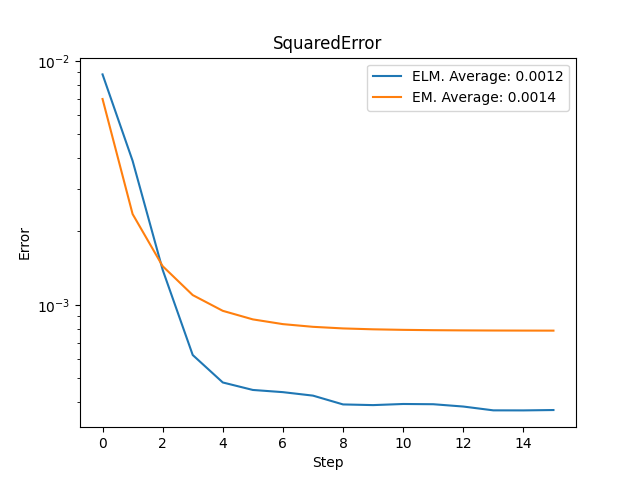 SquaredError
ELM. Average: 0.0012
EM. Average: 0.0014
10⁻²
10⁻³
Error
0 2 4 6 8 10 12 14
Step